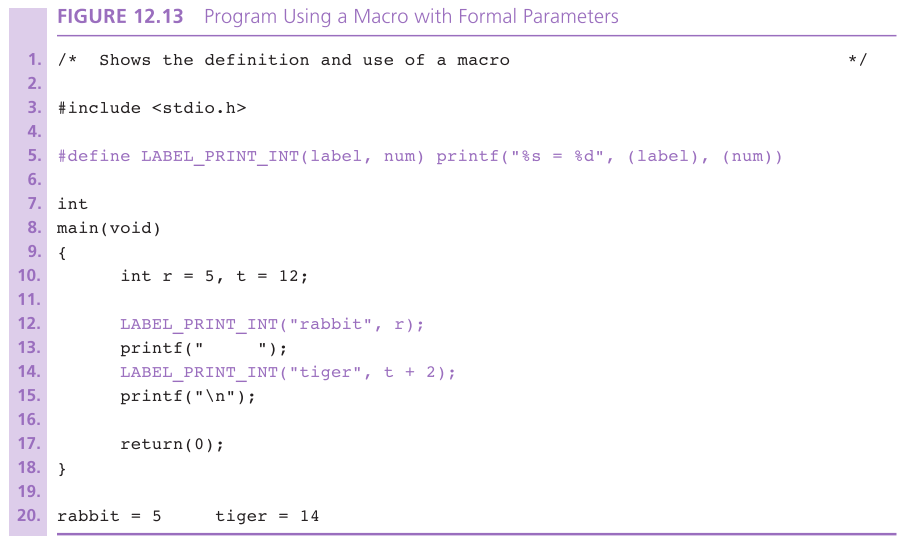 FIGURE 12.13 Program Using a Macro with Formal Parameters
1. /* Shows the definition and use of a macro */
2.
3. #include <stdio.h>
4.
5. #define LABEL_PRINT_INT(label, num) printf("%s = %d", (label), (num))
6.
7. int
8. main(void)
9. {
10. int r = 5, t = 12;
11.
12. LABEL_PRINT_INT("rabbit", r);
13. printf("     ");
14. LABEL_PRINT_INT("tiger", t + 2);
15. printf("\n");
16.
17. return(0);
18. }
19.
20. rabbit = 5     tiger = 14